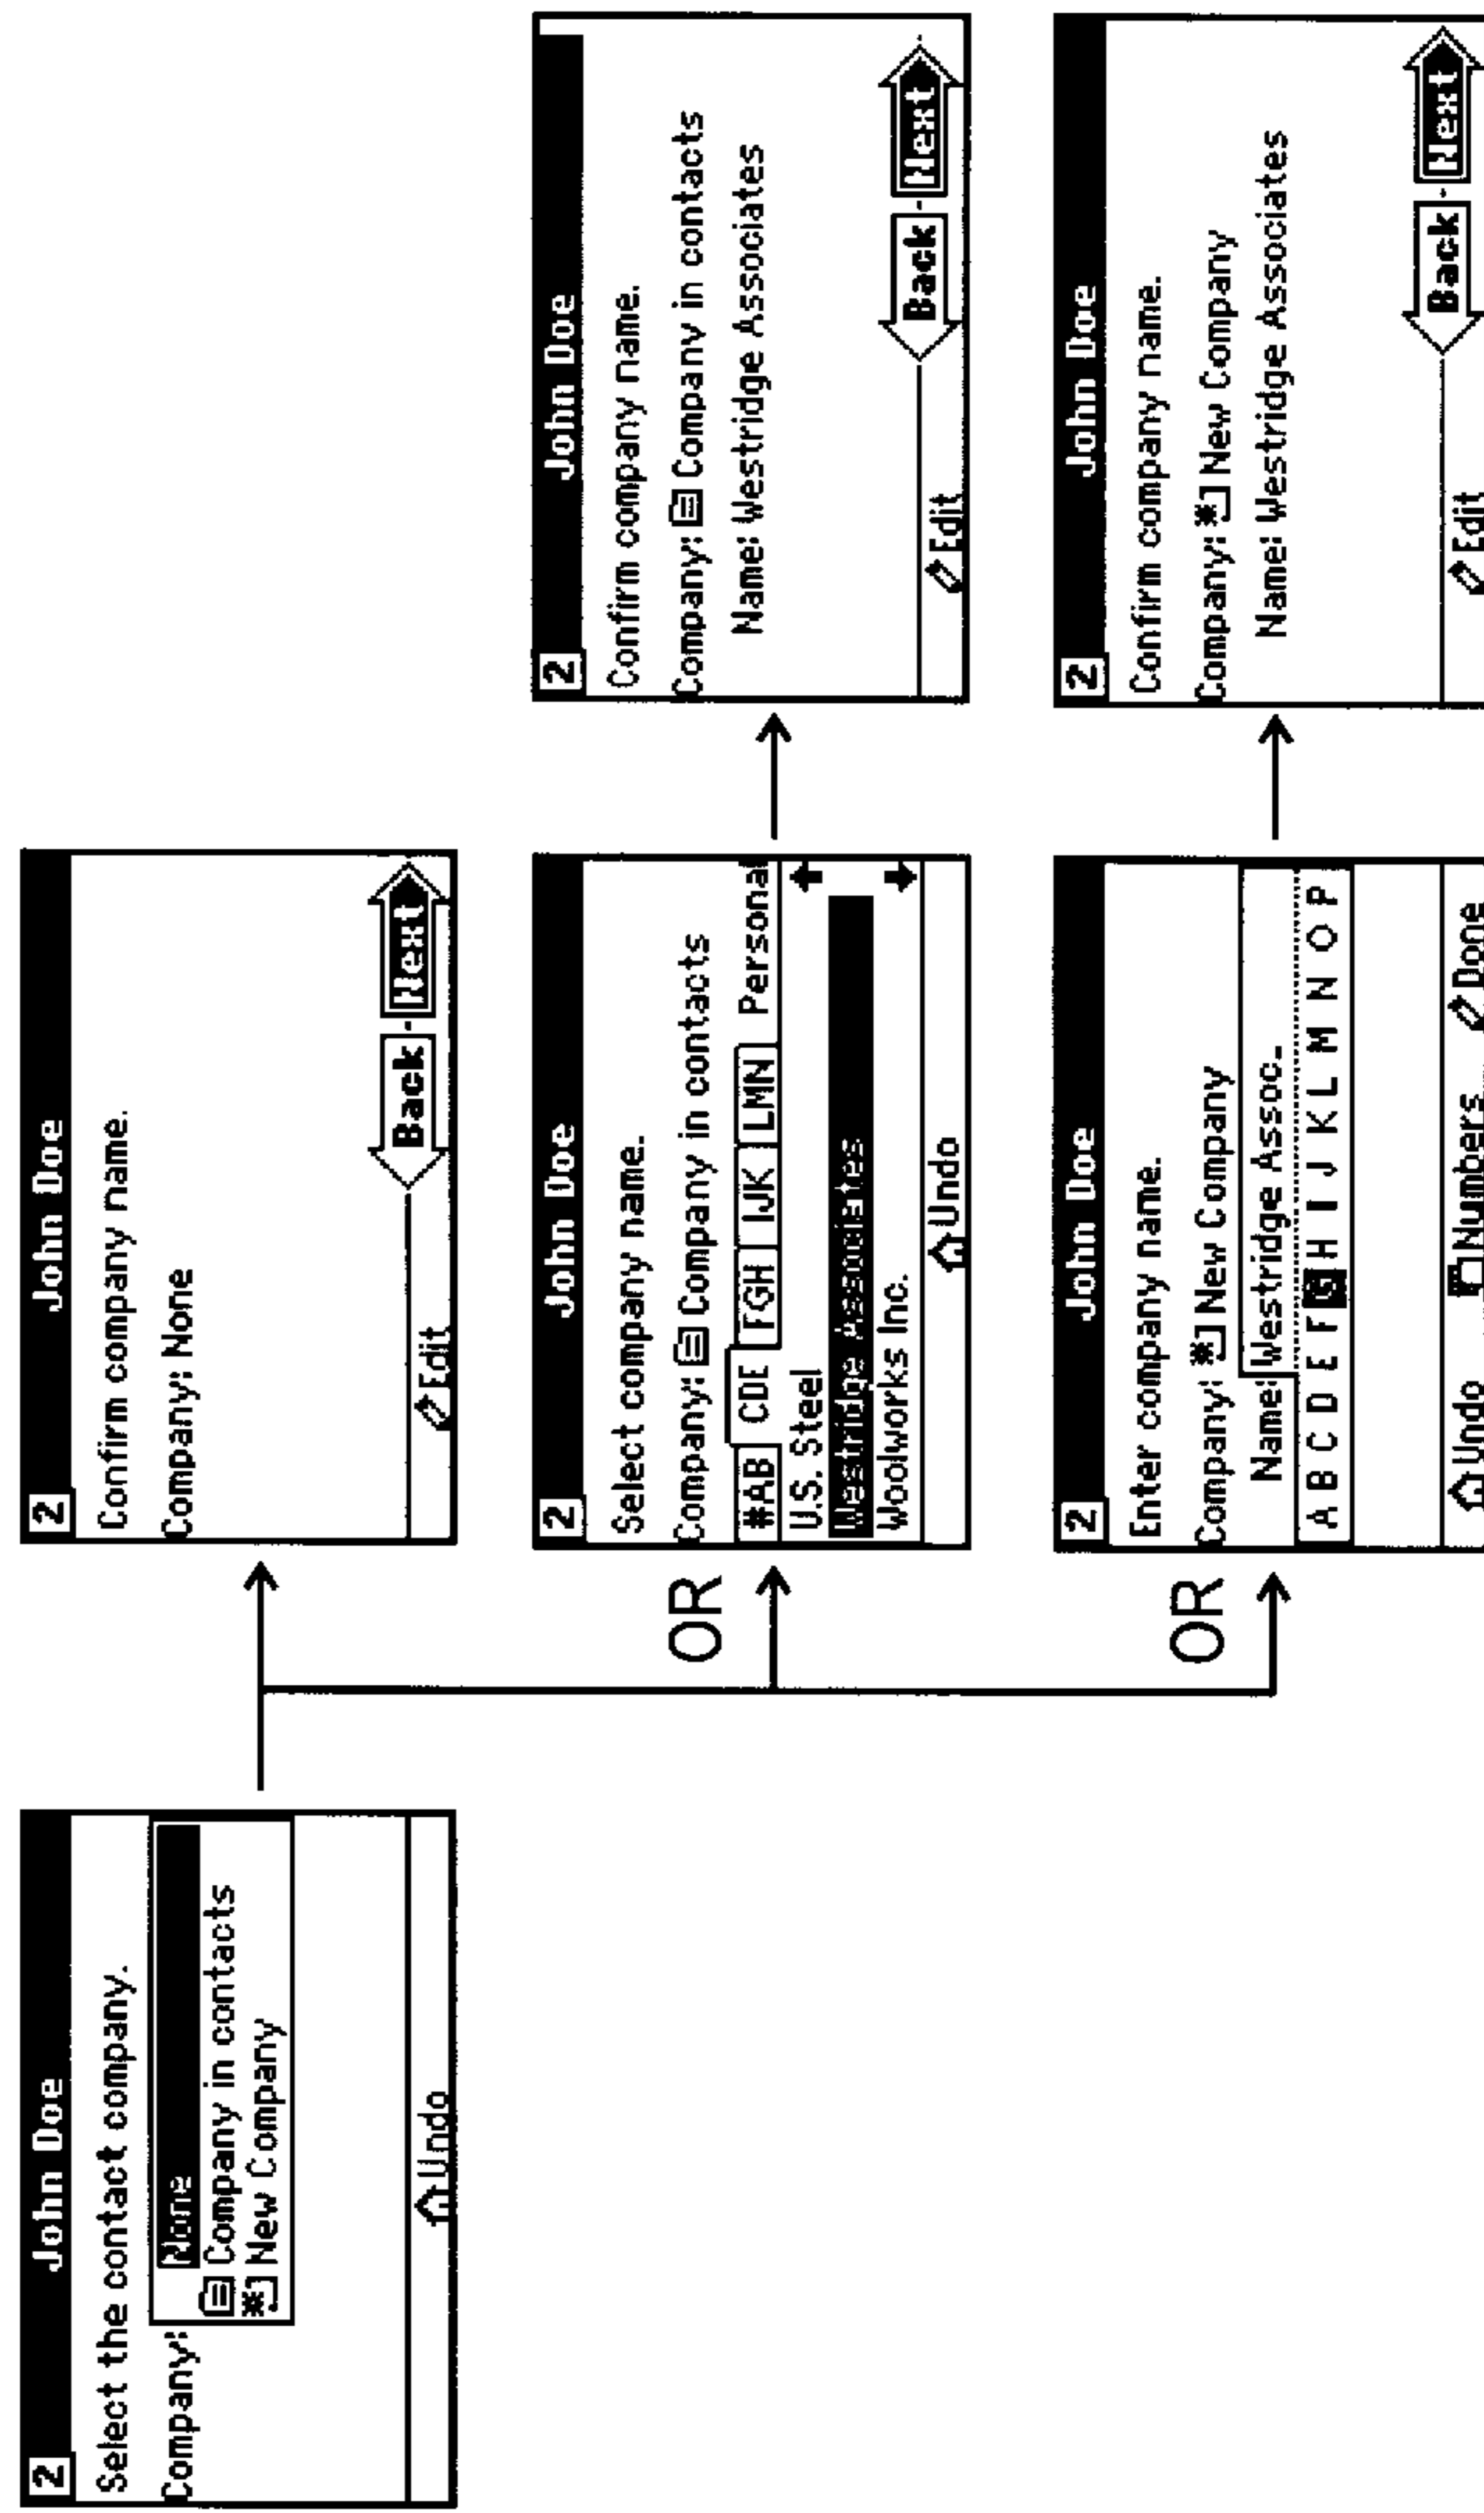 2 John Doe
Select the contact company.
Company:
None
Company in contacts
New Company
Undo
2 John Doe
Confirm company name.
Company: None
Back Next
Edit
OR
2 John Doe
Select company name.
Company: Company in contacts
#AB CDE FGH IJK LMN Persona
U.S. Steel
Westridge Associates
Woolworks Inc.
Undo
2 John Doe
Confirm company name.
Company: Company in contacts
Name: Westridge Associates
Back Next
Edit
OR
2 John Doe
Enter company name.
Company: New Company
Name: Westridge Assoc_
A B C D E F G H I J K L M N O P
Undo Numbers... Done
2 John Doe
Confirm company name.
Company: New Company
Name: Westridge Associates
Back Next
Edit